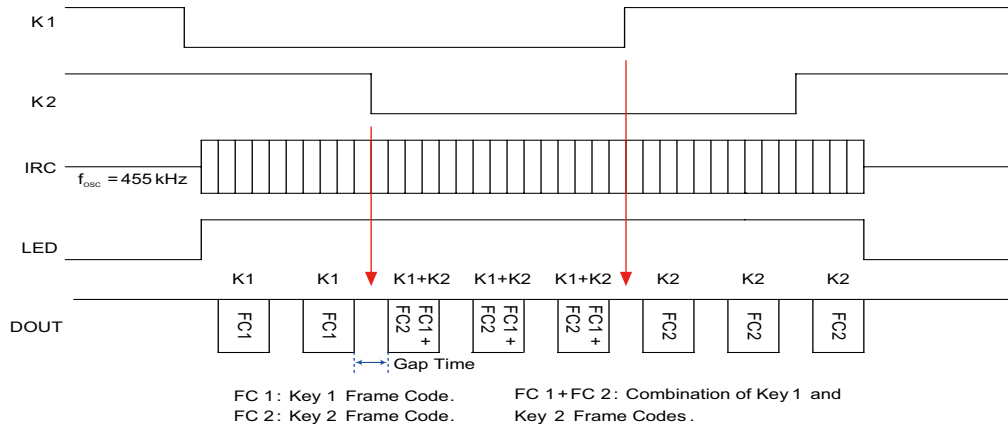 K1
K2
IRC
fosc = 455 kHz
LED
K1 K1 K1+K2 K1+K2 K1+K2 K2 K2 K2
DOUT
FC1 FC1 FC1 + FC2 FC1 + FC2 FC1 + FC2 FC2 FC2 FC2
Gap Time
FC 1: Key 1 Frame Code.
FC 2: Key 2 Frame Code.
FC 1+FC 2: Combination of Key 1 and
Key 2 Frame Codes.